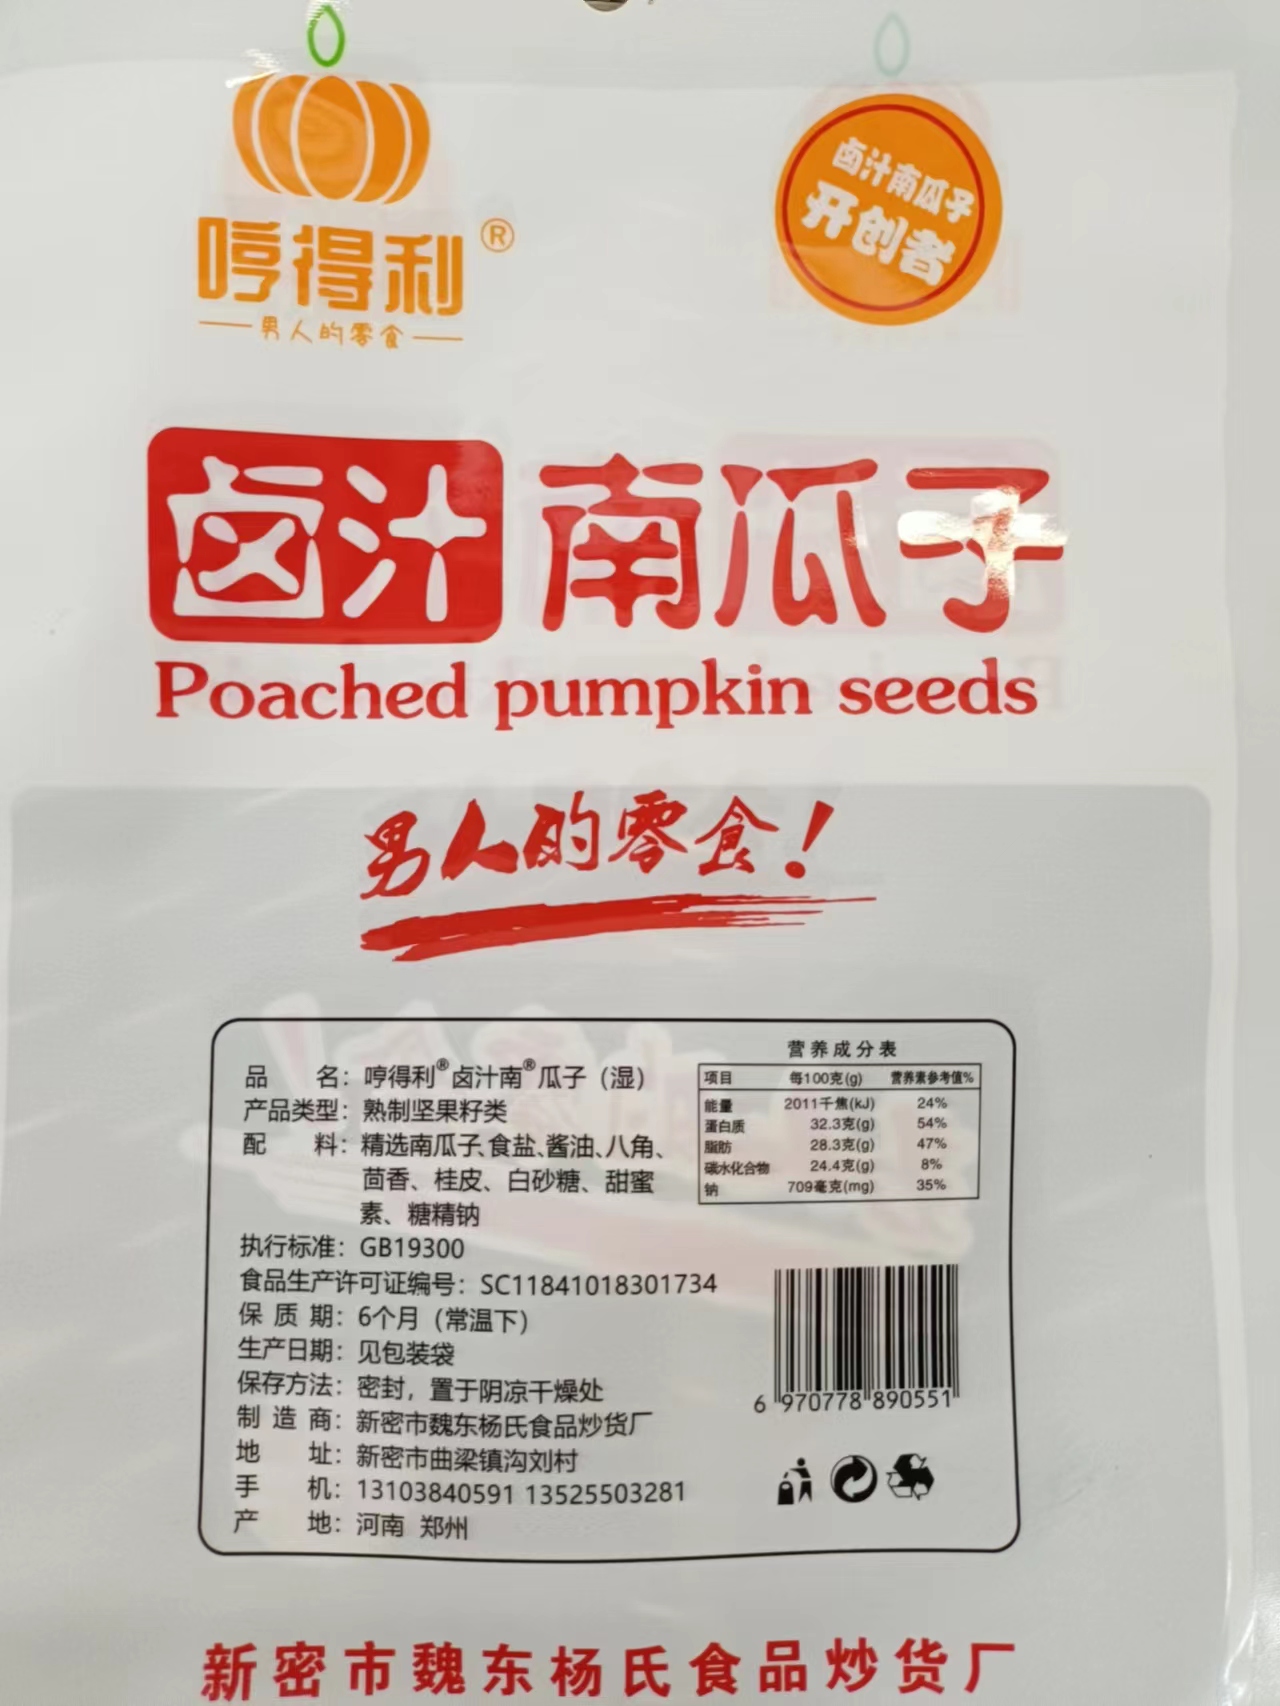 哼得利®
男人的零食
卤汁南瓜子
开创者
卤汁南瓜子
Poached pumpkin seeds
男人的零食！
品 名：哼得利®卤汁南®瓜子（湿）
产品类型：熟制坚果籽类
配 料：精选南瓜子、食盐、酱油、八角、
茴香、桂皮、白砂糖、甜蜜
素、糖精钠
执行标准：GB19300
食品生产许可证编号：SC11841018301734
保 质 期：6个月（常温下）
生产日期：见包装袋
保存方法：密封，置于阴凉干燥处
制 造 商：新密市魏东杨氏食品炒货厂
地 址：新密市曲梁镇沟刘村
手 机：13103840591 13525503281
产 地：河南 郑州
营养成分表
项目 每100克(g) 营养素参考值%
能量 2011千焦(kJ) 24%
蛋白质 32.3克(g) 54%
脂肪 28.3克(g) 47%
碳水化合物 24.4克(g) 8%
钠 709毫克(mg) 35%
6 970778 890551
新密市魏东杨氏食品炒货厂